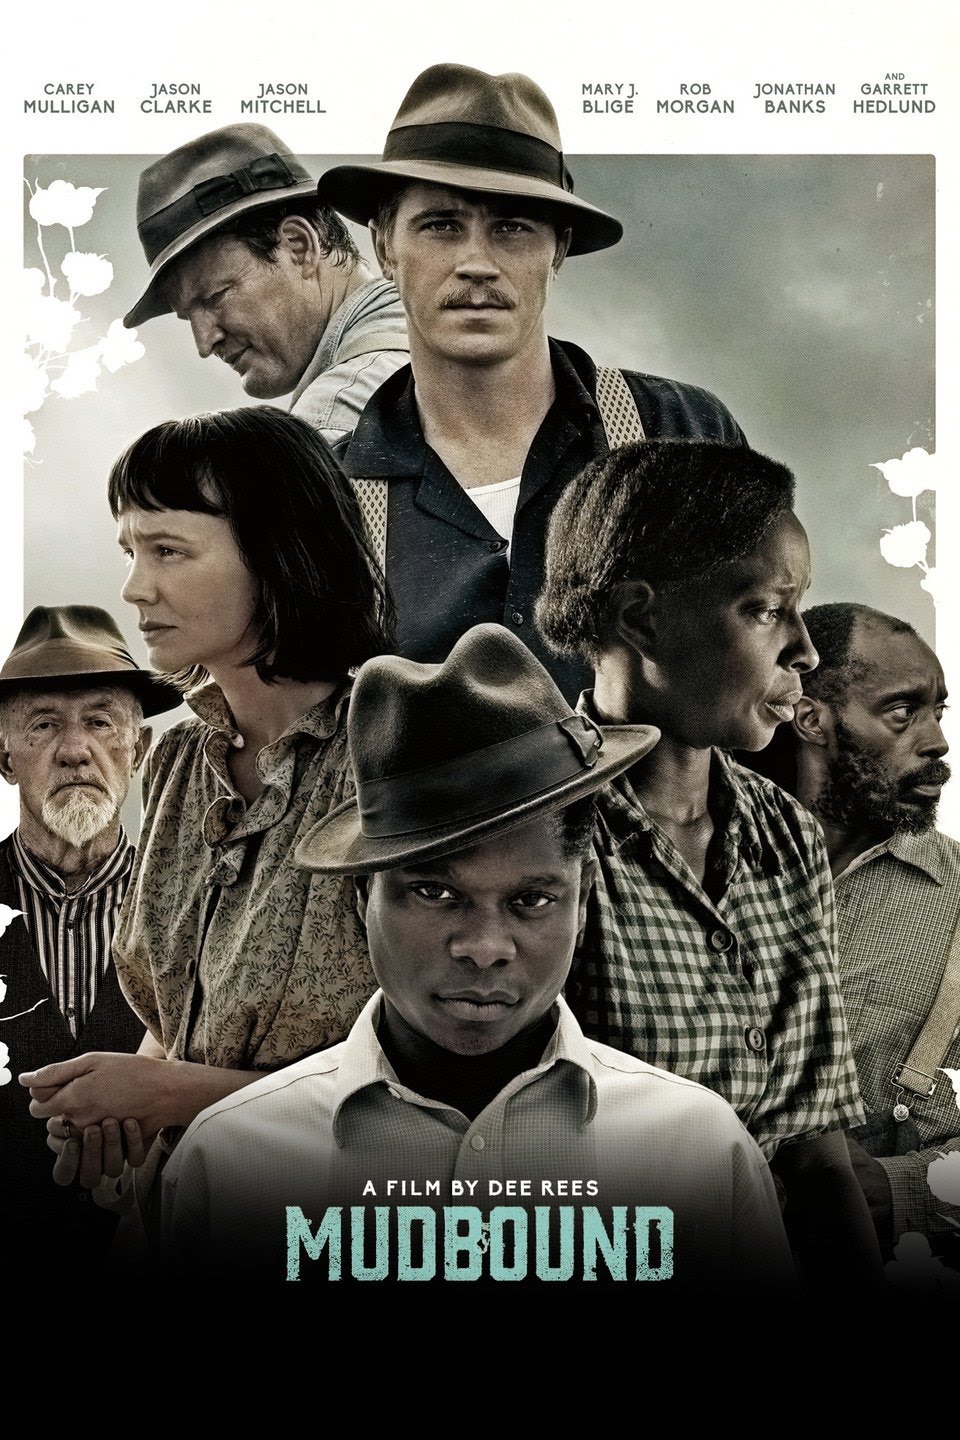 CAREY
MULLIGAN
JASON
CLARKE
JASON
MITCHELL
MARY J.
BLIGE
ROB
MORGAN
JONATHAN
BANKS
AND
GARRETT
HEDLUND
A FILM BY DEE REES
MUDBOUND